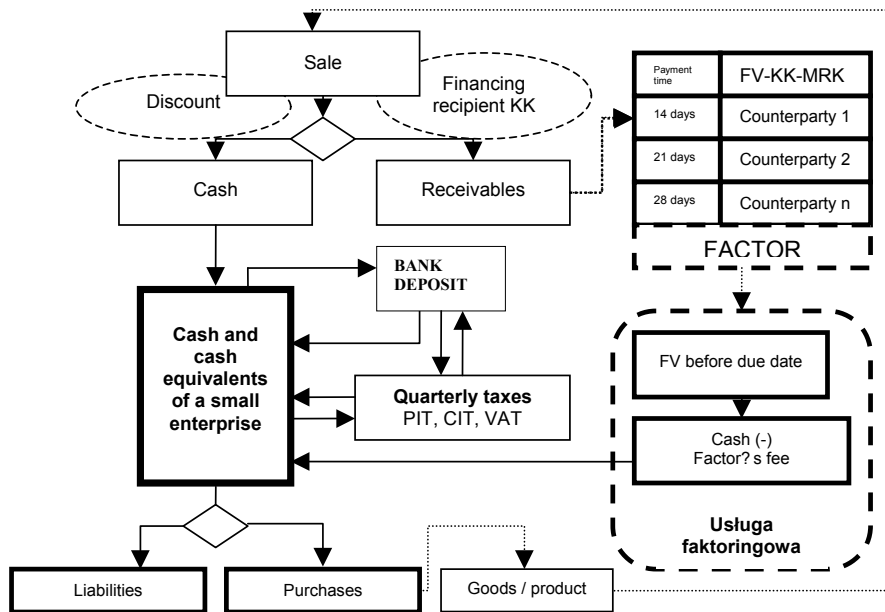 Sale
Discount
Financing
recipient KK
Cash
Receivables
Payment
time
FV-KK-MRK
14 days
Counterparty 1
21 days
Counterparty 2
28 days
Counterparty n
FACTOR
BANK
DEPOSIT
Cash and
cash
equivalents
of a small
enterprise
Quarterly taxes
PIT, CIT, VAT
FV before due date
Cash (-)
Factor?s fee
Usługa
faktoringowa
Liabilities
Purchases
Goods / product